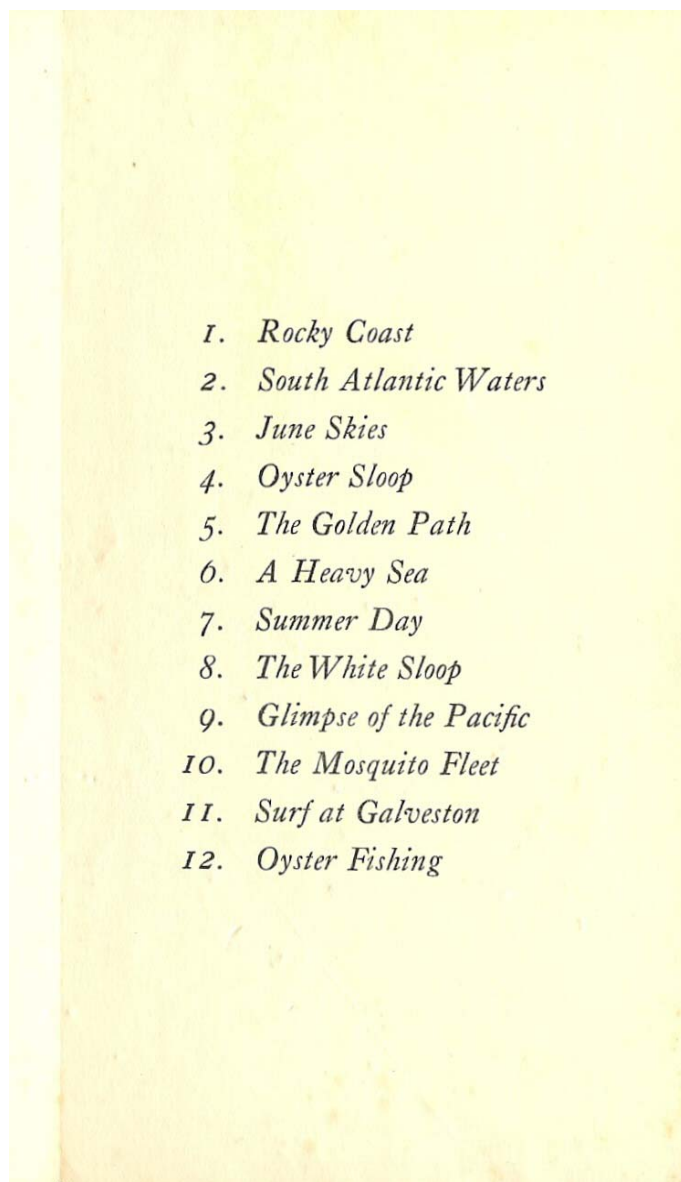 1. Rocky Coast
2. South Atlantic Waters
3. June Skies
4. Oyster Sloop
5. The Golden Path
6. A Heavy Sea
7. Summer Day
8. The White Sloop
9. Glimpse of the Pacific
10. The Mosquito Fleet
11. Surf at Galveston
12. Oyster Fishing